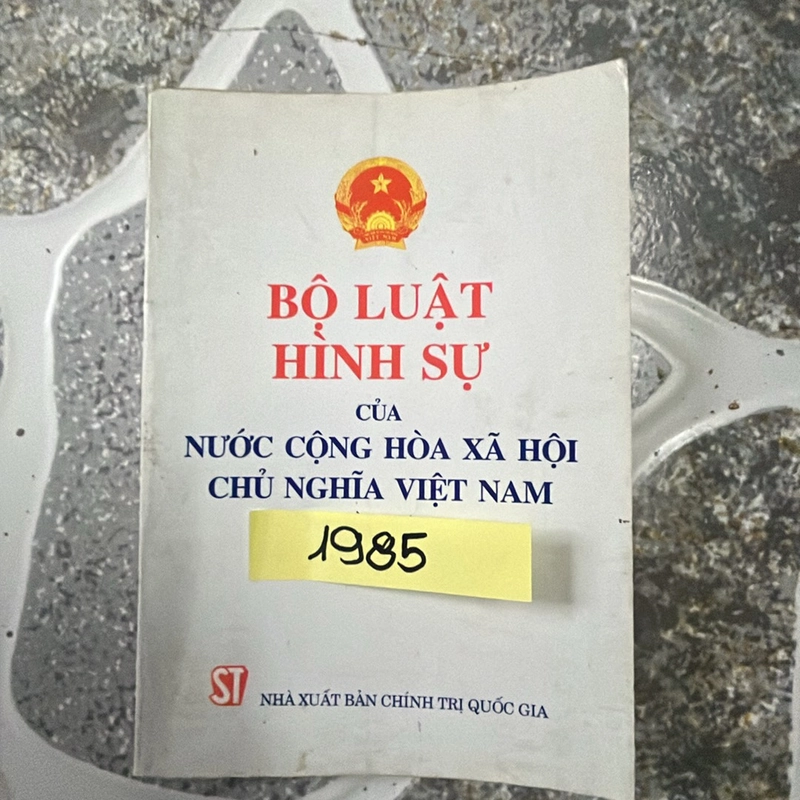 BỘ LUẬT
HÌNH SỰ
CỦA
NƯỚC CỘNG HÒA XÃ HỘI
CHỦ NGHĨA VIỆT NAM
1985
ST
NHÀ XUẤT BẢN CHÍNH TRỊ QUỐC GIA